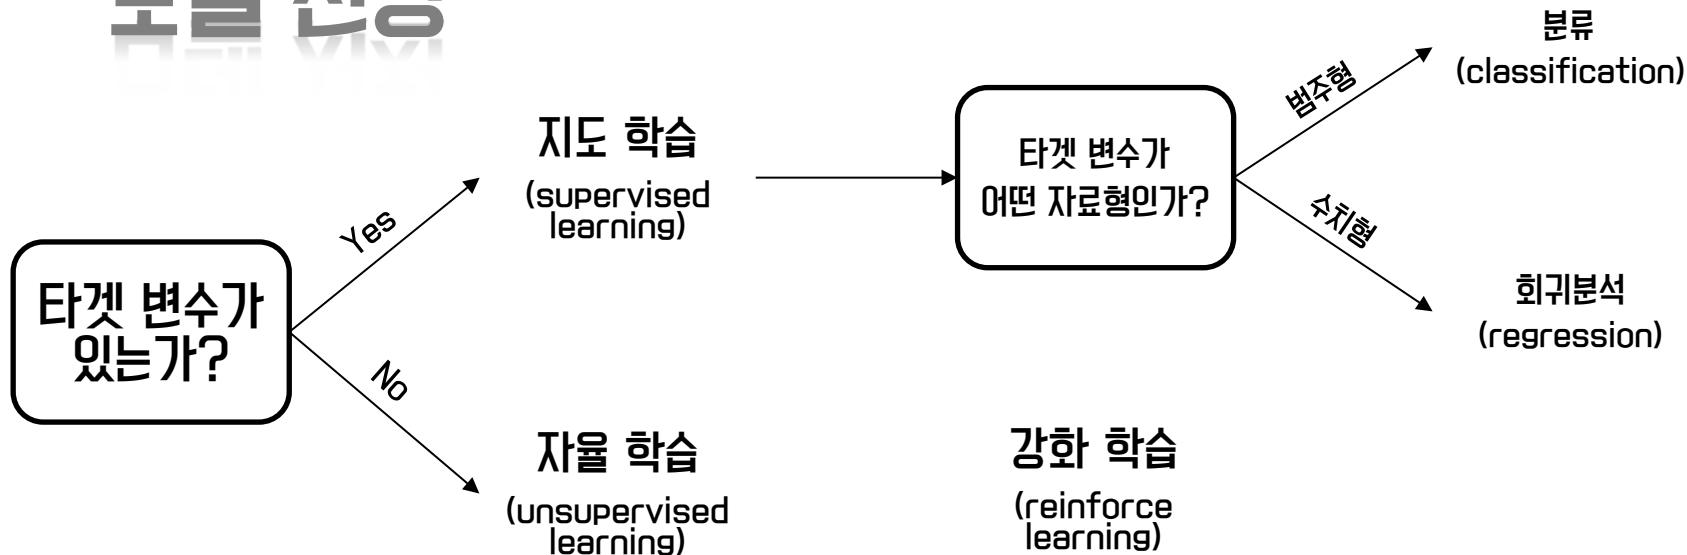 분류
(classification)
범주형
지도 학습
(supervised
learning)
타겟 변수가
어떤 자료형인가?
Yes
수치형
타겟 변수가
있는가?
회귀분석
(regression)
No
자율 학습
(unsupervised
learning)
강화 학습
(reinforce
learning)